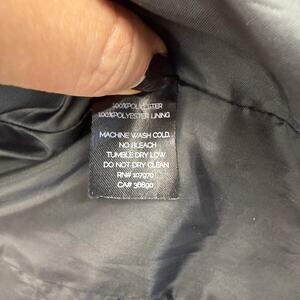 100%POLYESTER
100%POLYESTER LINING
MACHINE WASH COLD.
NO BLEACH
TUMBLE DRY LOW
DO NOT DRY CLEAN
RN# 107970
CA# 36890